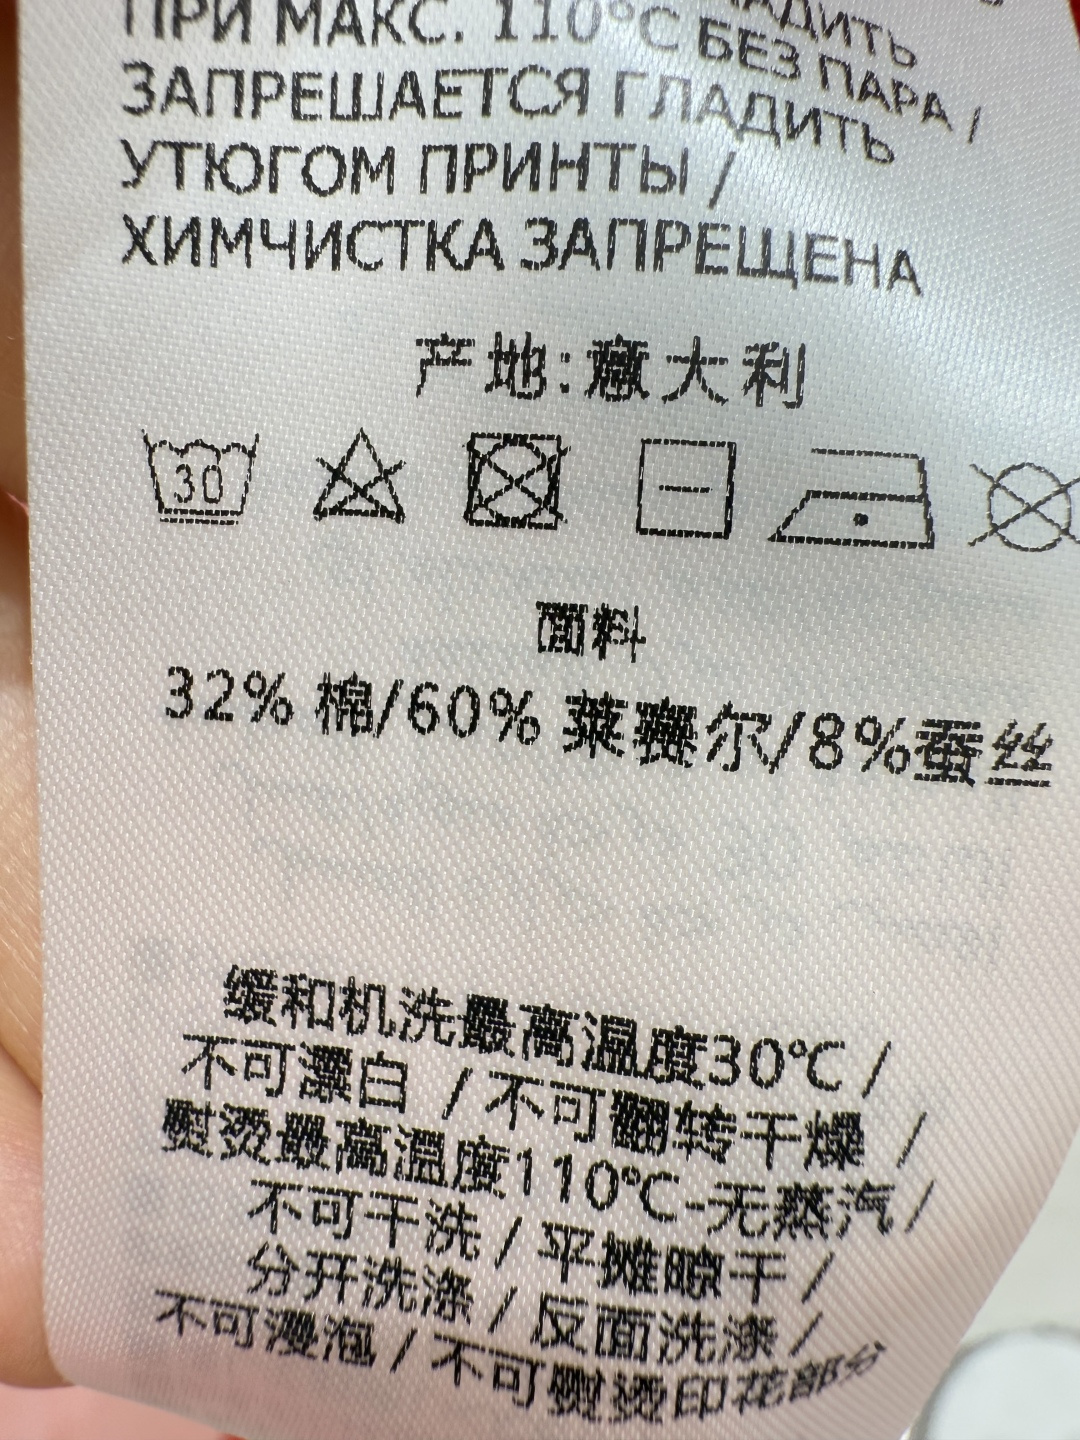 ГЛАДИТЬ
ПРИ МАКС. 110°C БЕЗ ПАРА /
ЗАПРЕШАЕТСЯ ГЛАДИТЬ
УТЮГОМ ПРИНТЫ /
ХИМЧИСТКА ЗАПРЕЩЕНА
产地:意大利
30
面料
32% 棉/60% 莱赛尔/8%蚕丝
缓和机洗最高温度30℃ /
不可漂白 / 不可翻转干燥 /
熨烫最高温度110℃-无蒸汽 /
不可干洗 / 平摊晾干 /
分开洗涤 / 反面洗涤 /
不可浸泡 / 不可熨烫印花部分